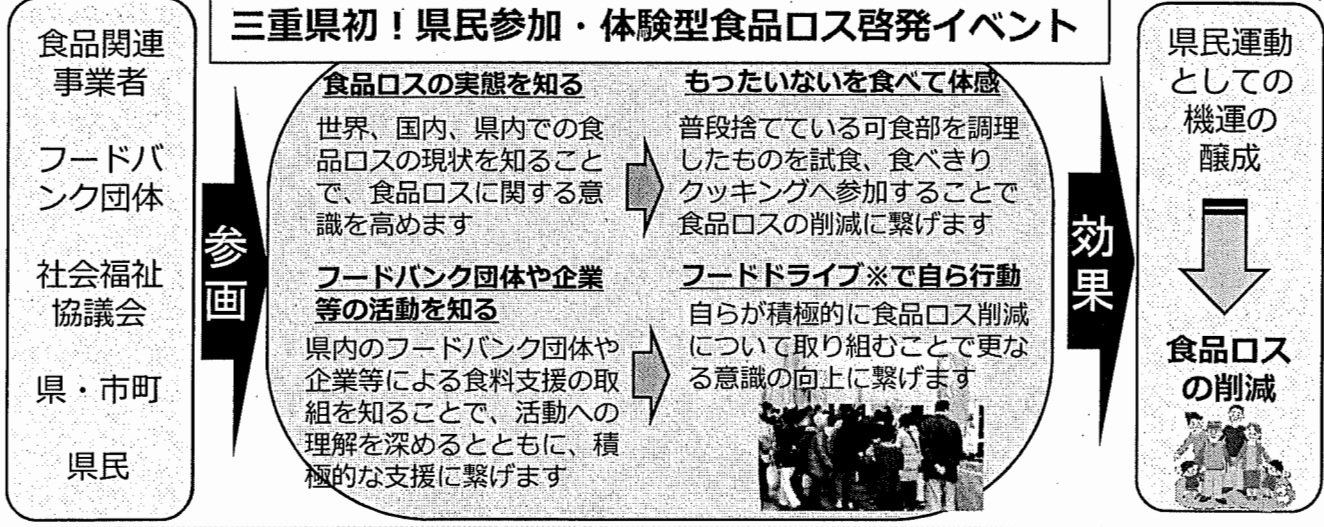 三重県初！県民参加・体験型食品ロス啓発イベント
食品関連
事業者
フードバ
ンク団体
社会福祉
協議会
県・市町
県民
参
画
食品ロスの実態を知る
世界、国内、県内での食
品ロスの現状を知ること
で、食品ロスに関する意
識を高めます
もったいないを食べて体感
普段捨てている可食部を調理
したものを試食、食べきり
クッキングへ参加することで
食品ロスの削減に繋げます
フードバンク団体や企業
等の活動を知る
県内のフードバンク団体や
企業等による食料支援の取
組を知ることで、活動への
理解を深めるとともに、積
極的な支援に繋げます
フードドライブ※で自ら行動
自らが積極的に食品ロス削減
について取り組むことで更な
る意識の向上に繋げます
効
果
県民運動
としての
機運の
醸成
食品ロス
の削減